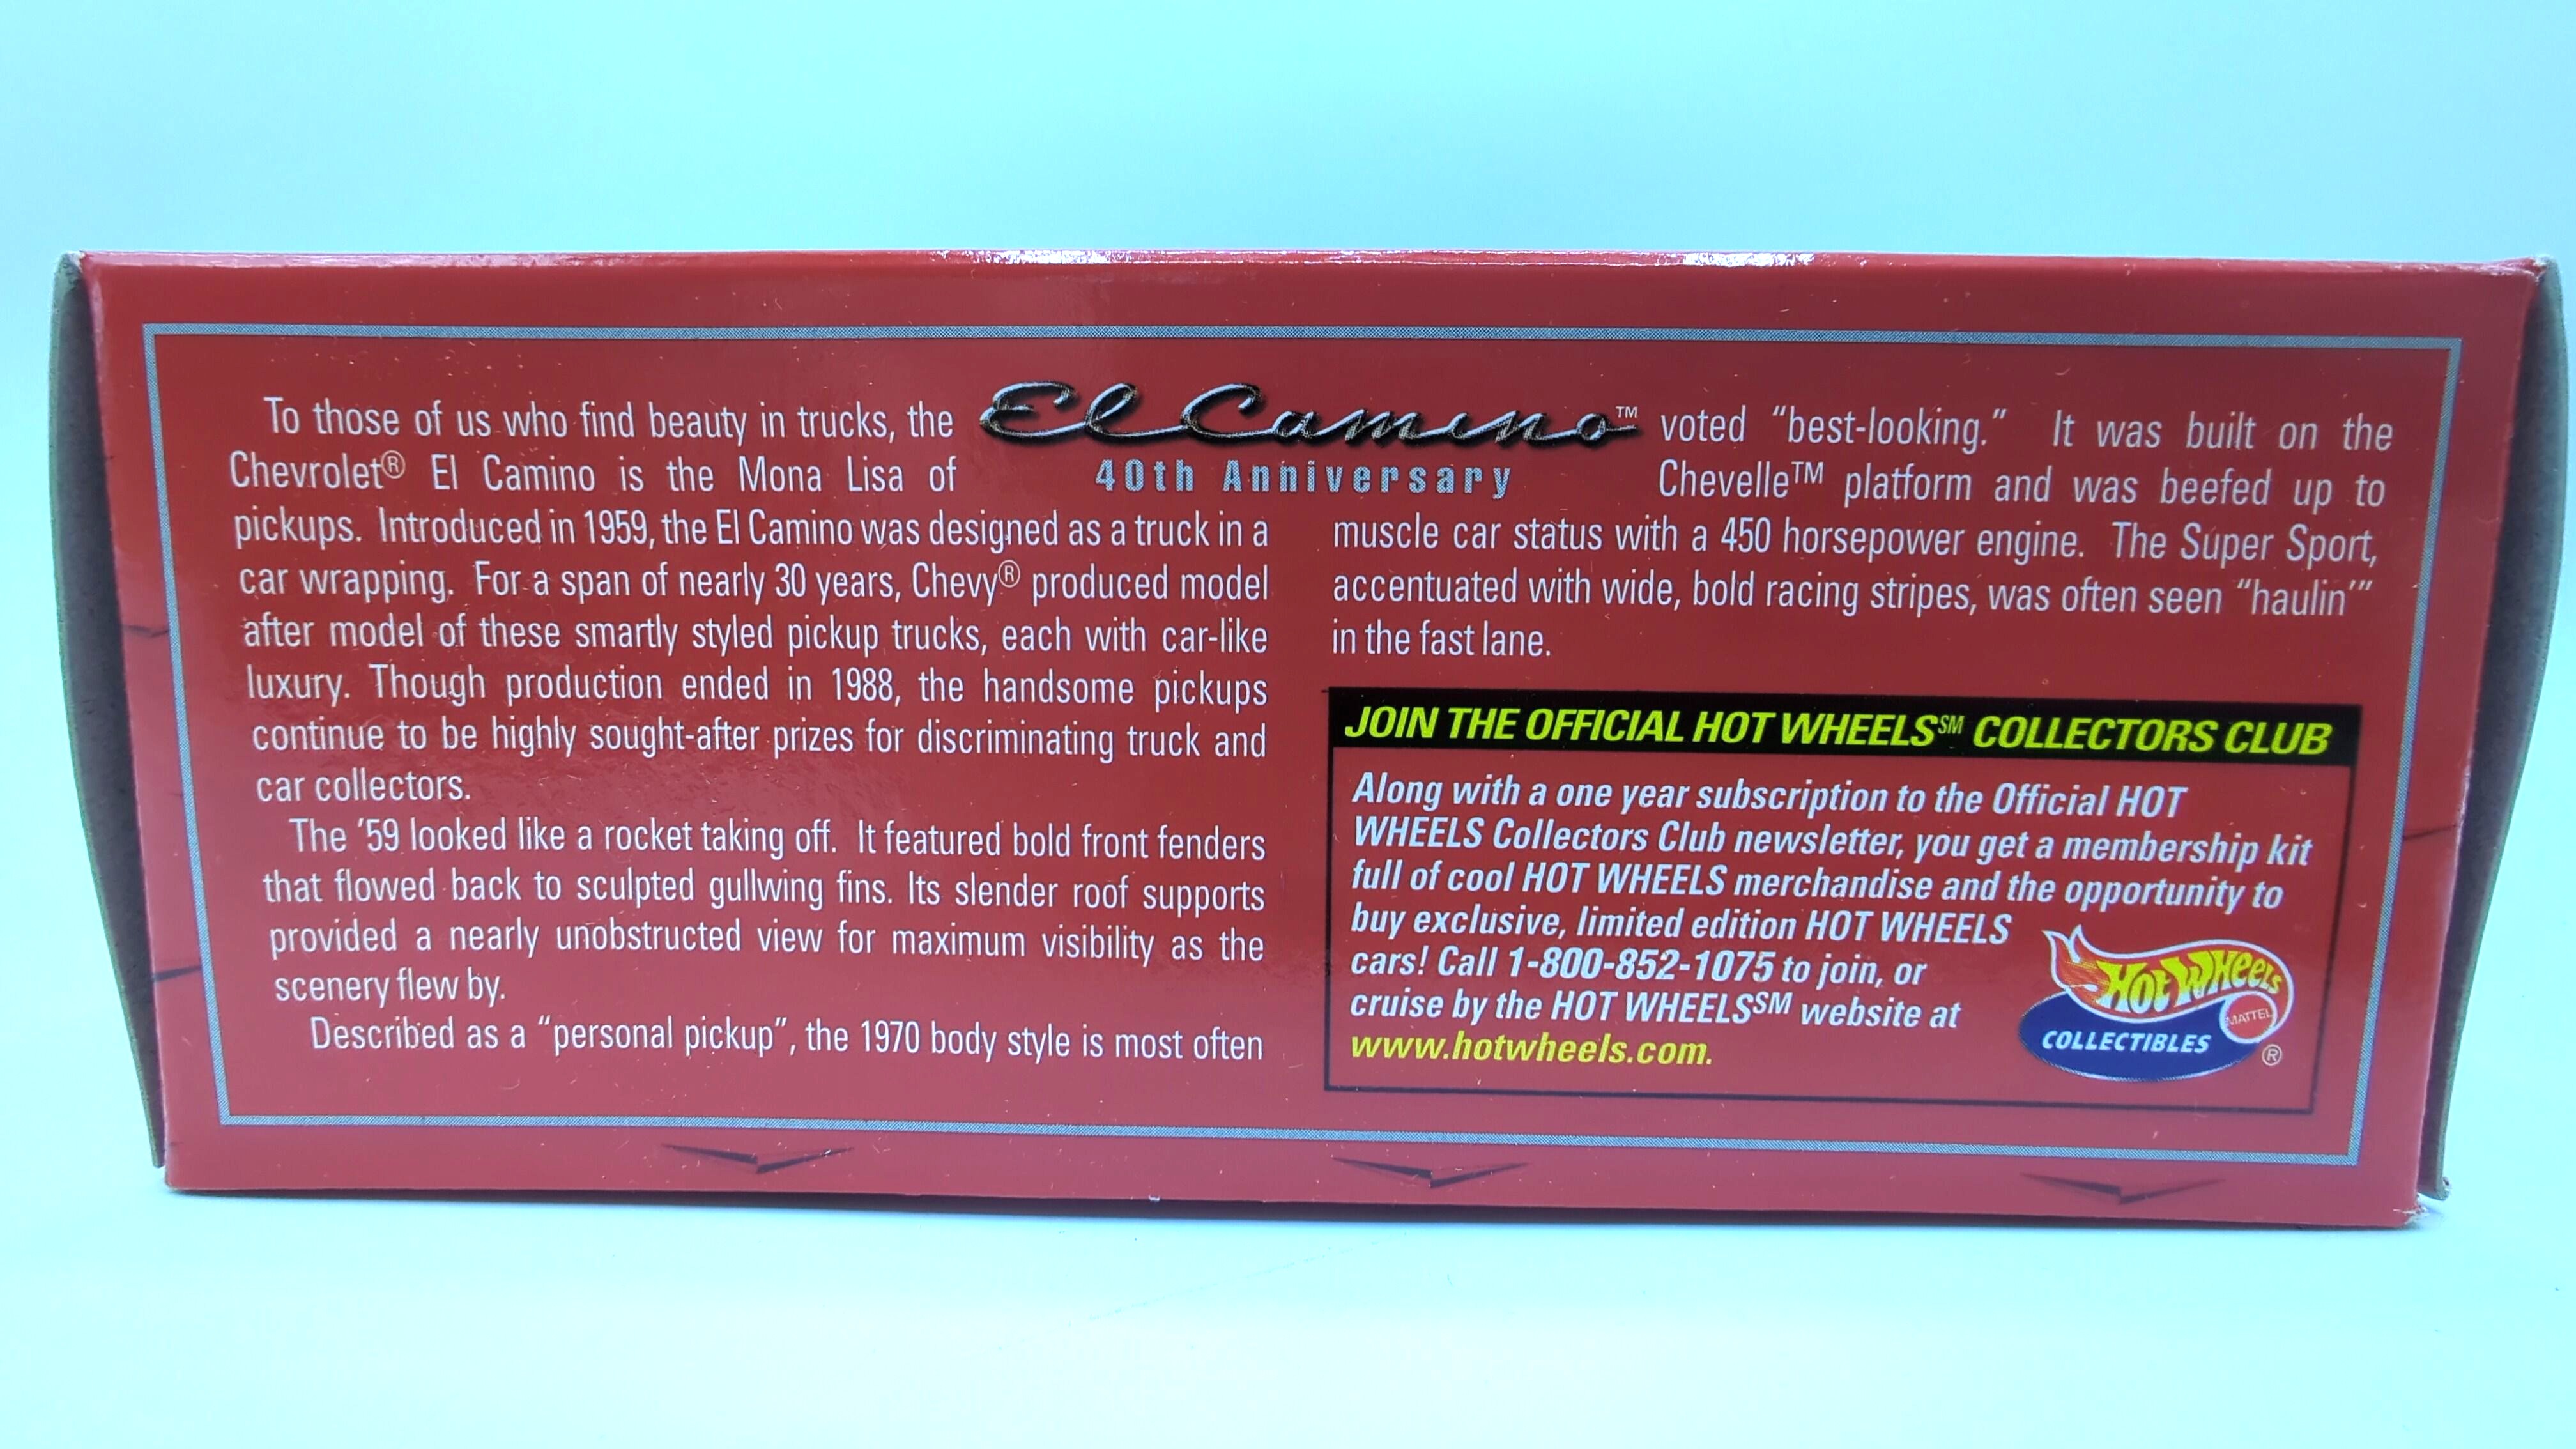 El Camino™
40th Anniversary
To those of us who find beauty in trucks, the
Chevrolet® El Camino is the Mona Lisa of
pickups. Introduced in 1959, the El Camino was designed as a truck in a
car wrapping. For a span of nearly 30 years, Chevy® produced model
after model of these smartly styled pickup trucks, each with car-like
luxury. Though production ended in 1988, the handsome pickups
continue to be highly sought-after prizes for discriminating truck and
car collectors.
The '59 looked like a rocket taking off. It featured bold front fenders
that flowed back to sculpted gullwing fins. Its slender roof supports
provided a nearly unobstructed view for maximum visibility as the
scenery flew by.
Described as a "personal pickup", the 1970 body style is most often
voted "best-looking." It was built on the
Chevelle™ platform and was beefed up to
muscle car status with a 450 horsepower engine. The Super Sport,
accentuated with wide, bold racing stripes, was often seen "haulin'"
in the fast lane.
JOIN THE OFFICIAL HOT WHEELS℠ COLLECTORS CLUB
Along with a one year subscription to the Official HOT
WHEELS Collectors Club newsletter, you get a membership kit
full of cool HOT WHEELS merchandise and the opportunity to
buy exclusive, limited edition HOT WHEELS
cars! Call 1-800-852-1075 to join, or
cruise by the HOT WHEELS℠ website at
www.hotwheels.com.
Hot Wheels
MATTEL
COLLECTIBLES
®